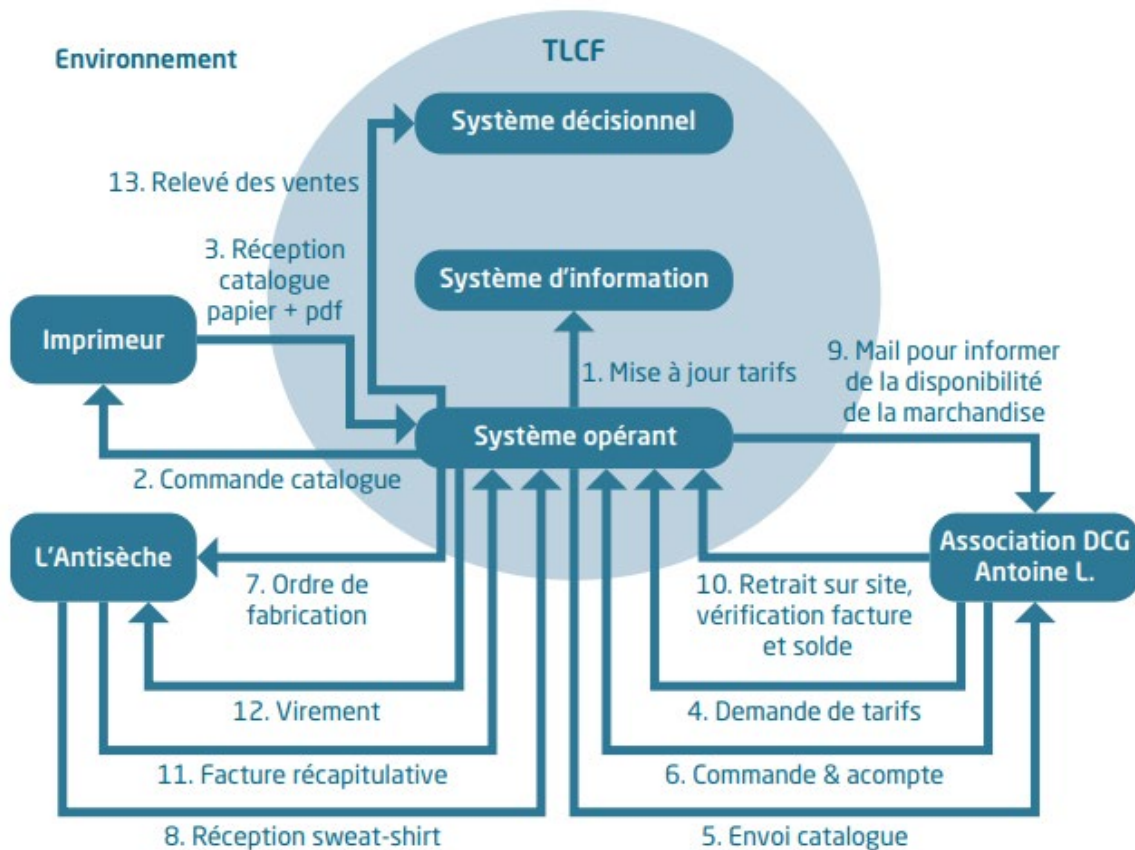 Environnement
TLCF
Système décisionnel
13. Relevé des ventes
3. Réception
catalogue
papier + pdf
Système d'information
Imprimeur
1. Mise à jour tarifs
9. Mail pour informer
de la disponibilité
de la marchandise
Système opérant
2. Commande catalogue
L'Antisèche
Association DCG
Antoine L.
7. Ordre de
fabrication
10. Retrait sur site,
vérification facture
et solde
12. Virement
4. Demande de tarifs
11. Facture récapitulative
6. Commande & acompte
8. Réception sweat-shirt
5. Envoi catalogue